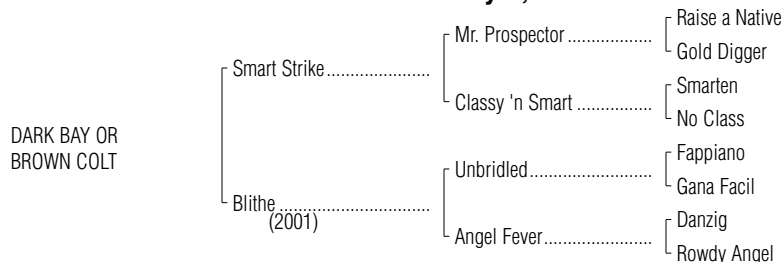 Mr. Prospector
Raise a Native
Gold Digger
Smart Strike
Classy 'n Smart
Smarten
No Class
DARK BAY OR
BROWN COLT
Unbridled
Fappiano
Gana Facil
Blithe
(2001)
Angel Fever
Danzig
Rowdy Angel